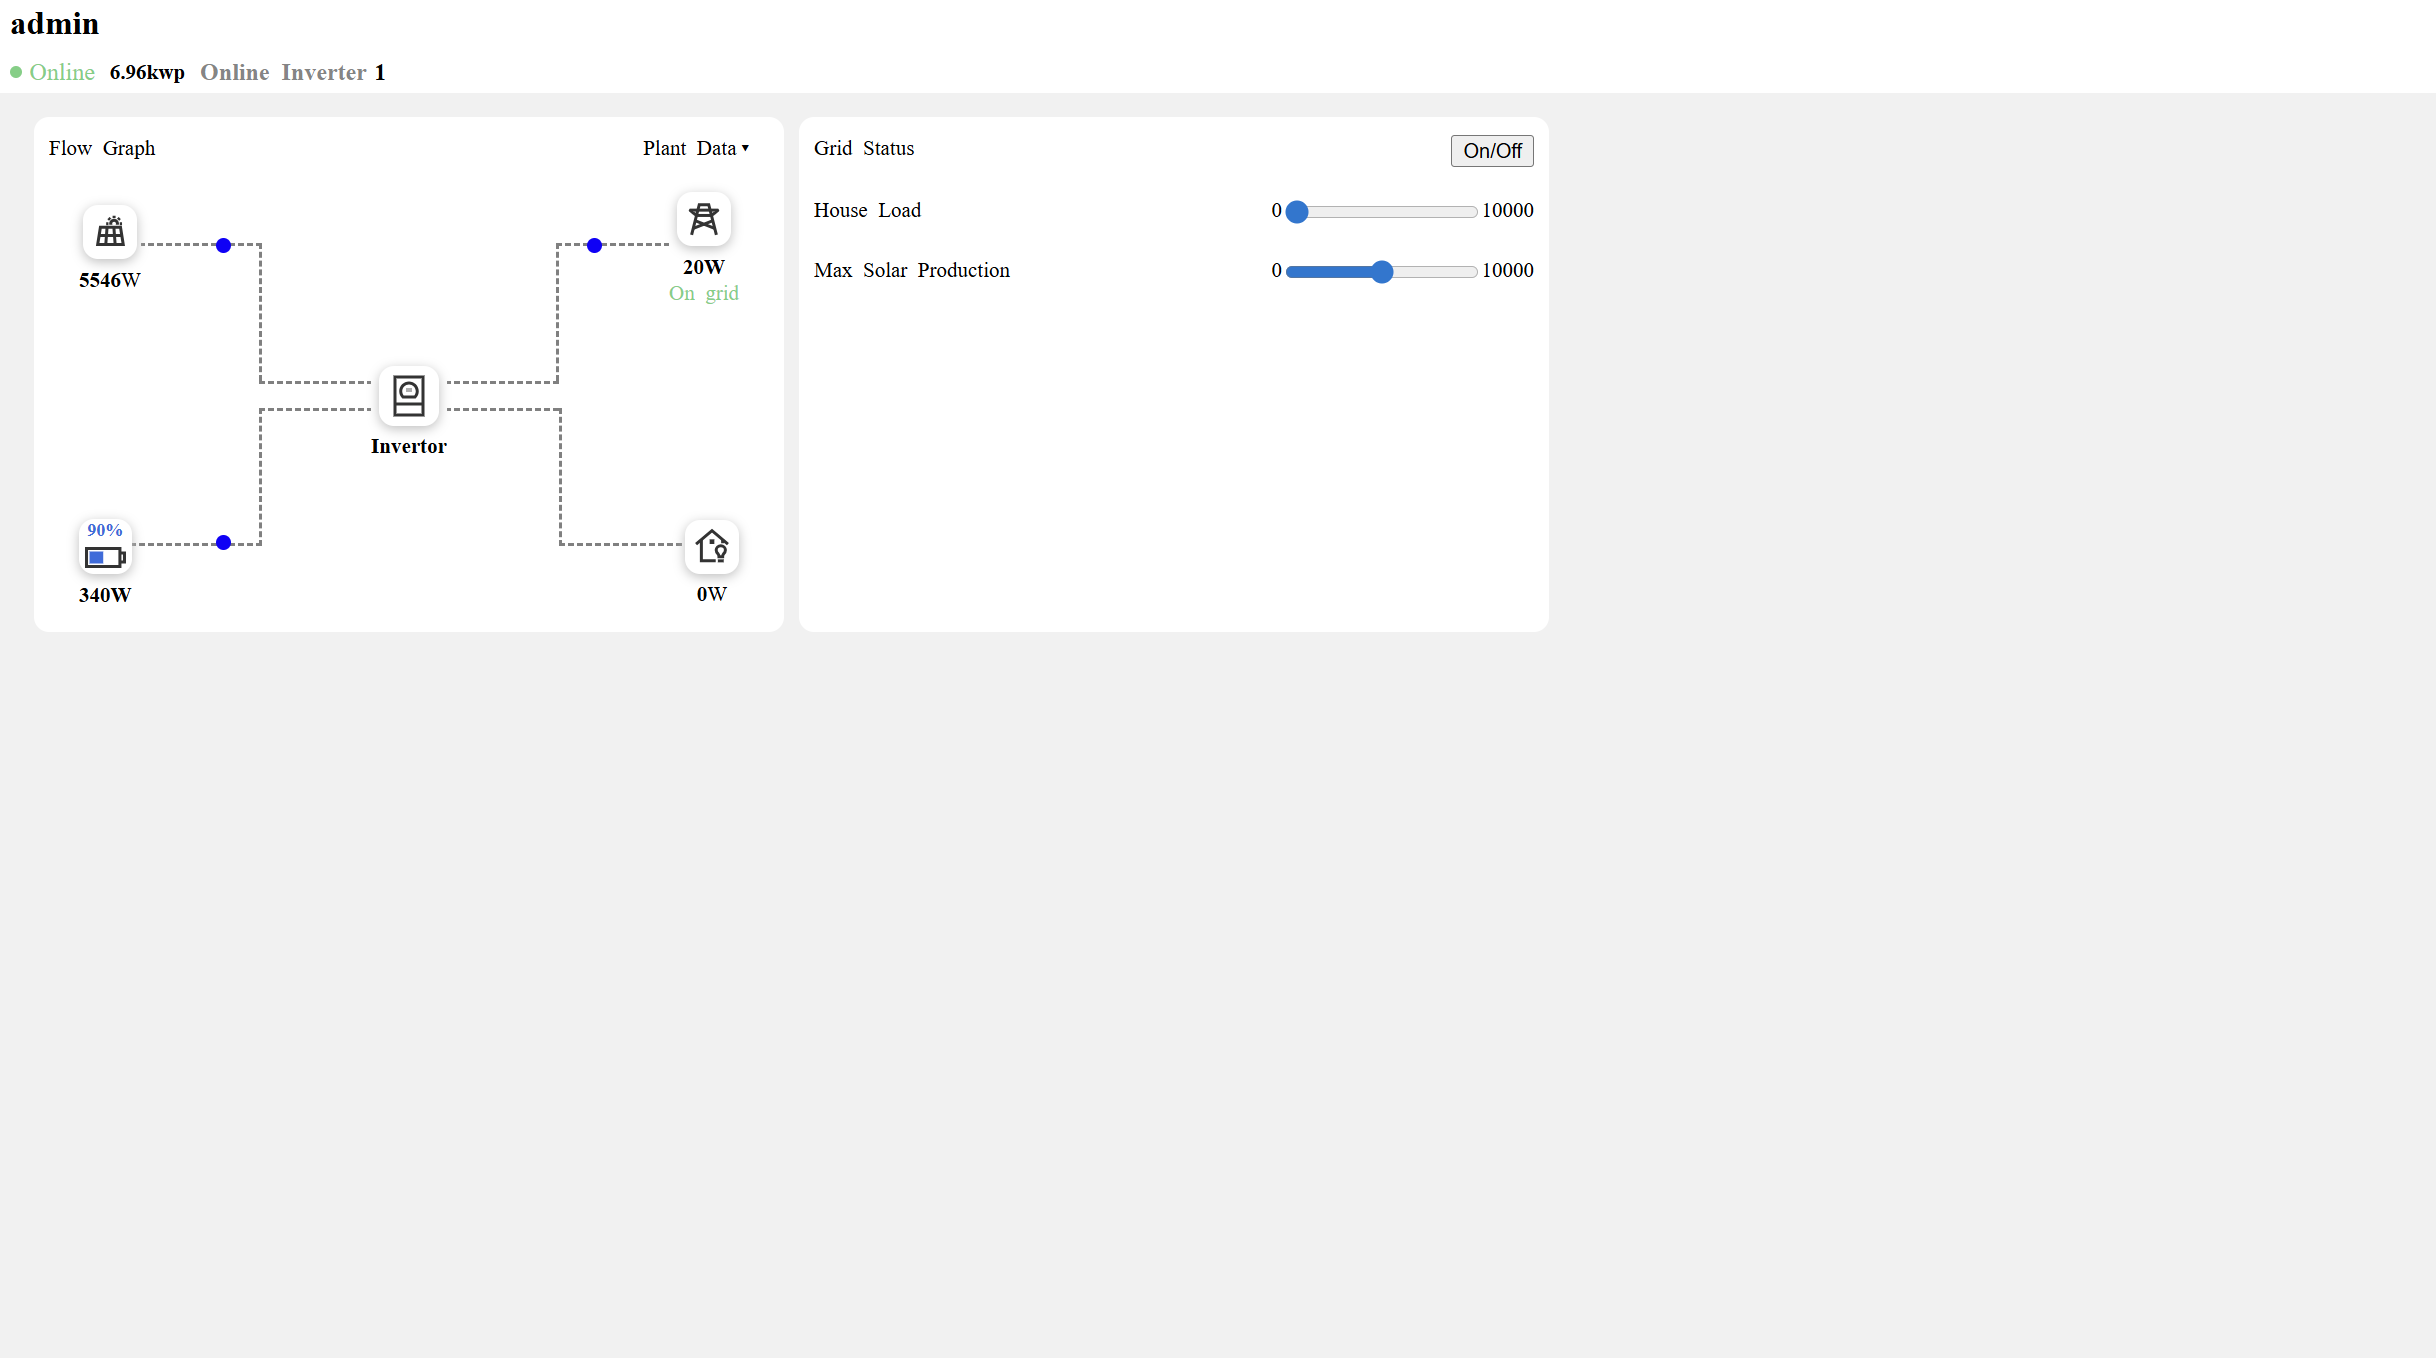 admin
Online 6.96kwp Online Inverter 1
Flow Graph
Plant Data ▾
5546W
20W
On grid
Invertor
90%
340W
0W
Grid Status
On/Off
House Load
0 10000
Max Solar Production
0 10000